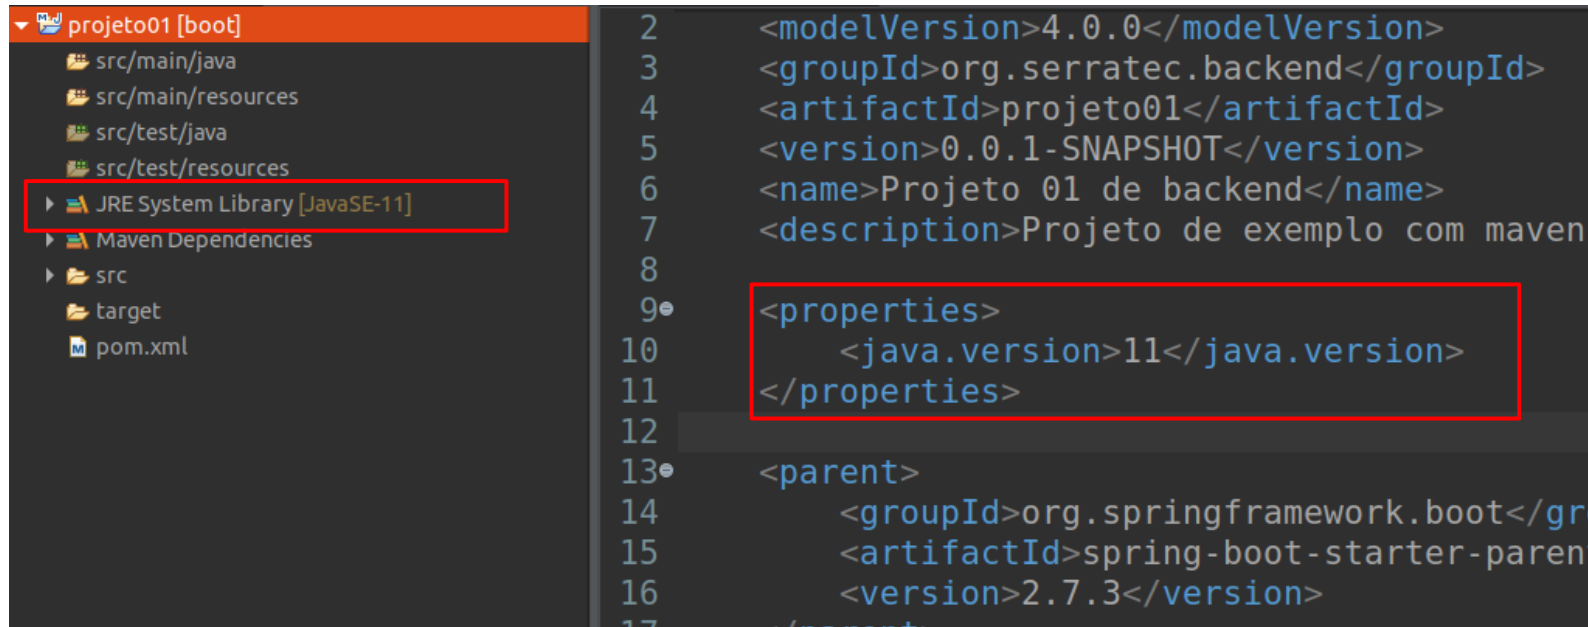 projeto01 [boot]
src/main/java
src/main/resources
src/test/java
src/test/resources
JRE System Library [JavaSE-11]
Maven Dependencies
src
target
pom.xml
2 <modelVersion>4.0.0</modelVersion>
3 <groupId>org.serratec.backend</groupId>
4 <artifactId>projeto01</artifactId>
5 <version>0.0.1-SNAPSHOT</version>
6 <name>Projeto 01 de backend</name>
7 <description>Projeto de exemplo com maven
8
9 <properties>
10 <java.version>11</java.version>
11 </properties>
12
13 <parent>
14 <groupId>org.springframework.boot</gr
15 <artifactId>spring-boot-starter-paren
16 <version>2.7.3</version>
17 </parent>